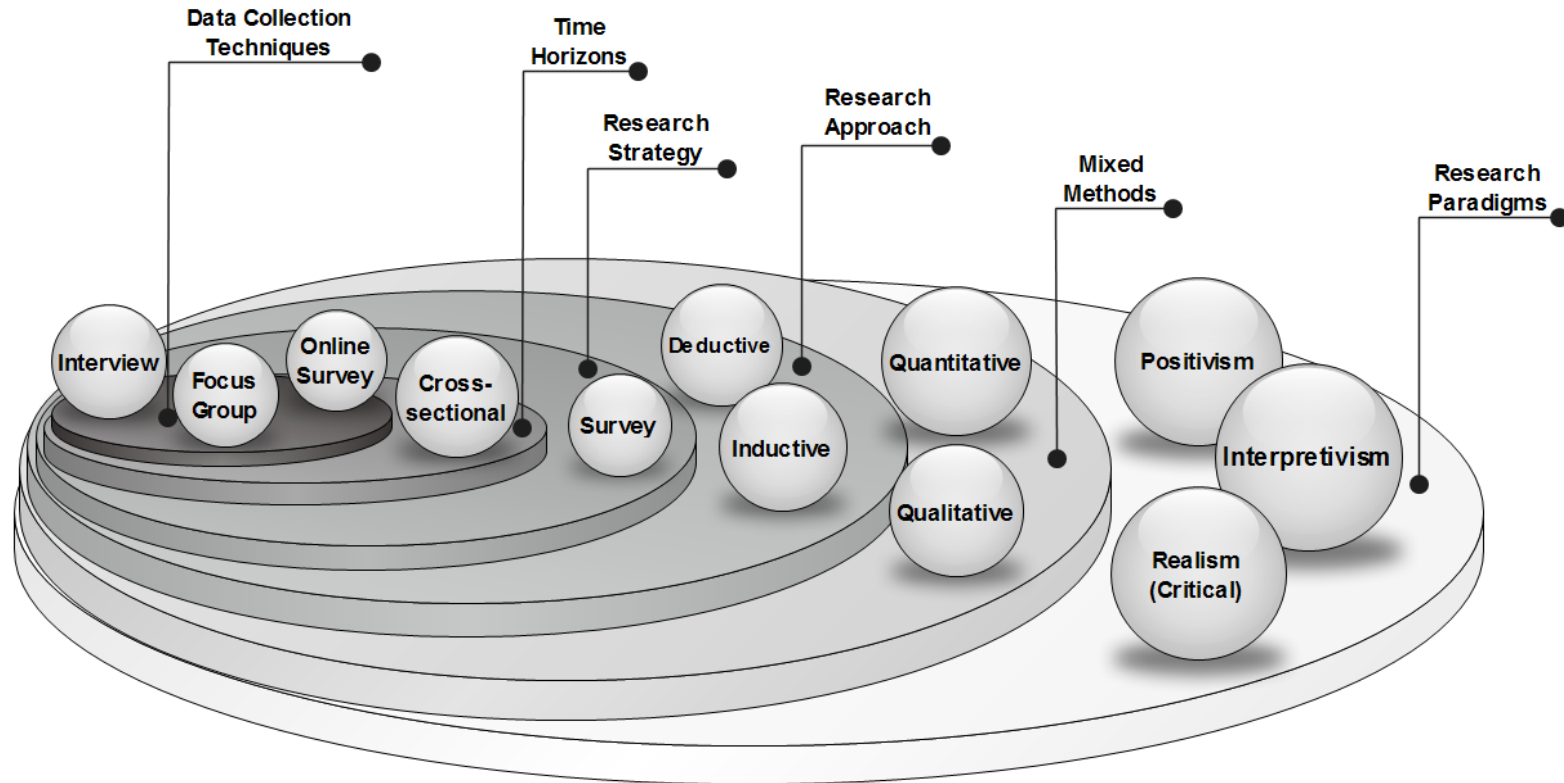 Data Collection
Techniques
Time
Horizons
Research
Strategy
Research
Approach
Mixed
Methods
Research
Paradigms
Interview
Focus
Group
Online
Survey
Cross-
sectional
Survey
Deductive
Inductive
Quantitative
Qualitative
Positivism
Interpretivism
Realism
(Critical)